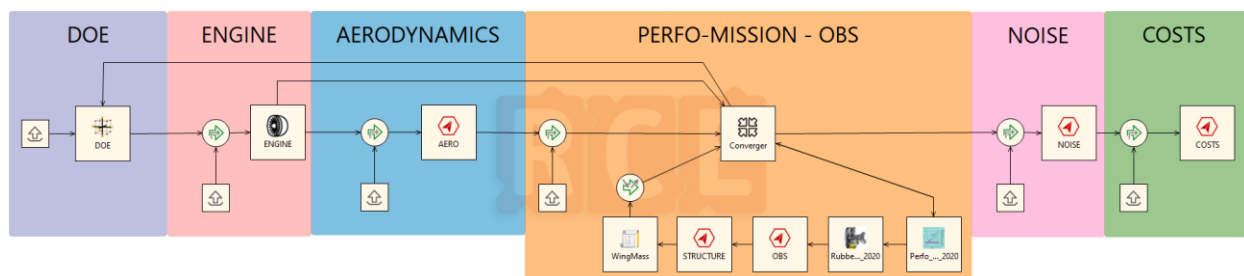 DOE
ENGINE
AERODYNAMICS
PERFO-MISSION - OBS
NOISE
COSTS
DOE
ENGINE
AERO
Converger
NOISE
COSTS
RCE
WingMass
STRUCTURE
OBS
Rubbe..._2020
Perfo_..._2020